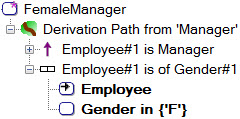 FemaleManager
Derivation Path from 'Manager'
Employee#1 is Manager
Employee#1 is of Gender#1
Employee
Gender in {'F'}